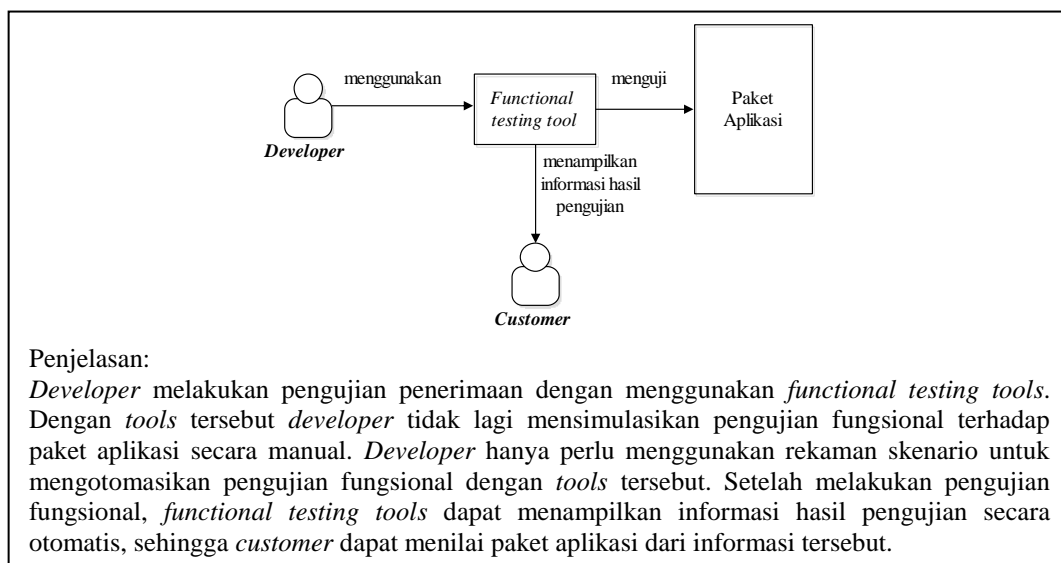 menggunakan
menguji
Functional
testing tool
Paket
Aplikasi
Developer
menampilkan
informasi hasil
pengujian
Customer
Penjelasan:
Developer melakukan pengujian penerimaan dengan menggunakan functional testing tools.
Dengan tools tersebut developer tidak lagi mensimulasikan pengujian fungsional terhadap
paket aplikasi secara manual. Developer hanya perlu menggunakan rekaman skenario untuk
mengotomasikan pengujian fungsional dengan tools tersebut. Setelah melakukan pengujian
fungsional, functional testing tools dapat menampilkan informasi hasil pengujian secara
otomatis, sehingga customer dapat menilai paket aplikasi dari informasi tersebut.